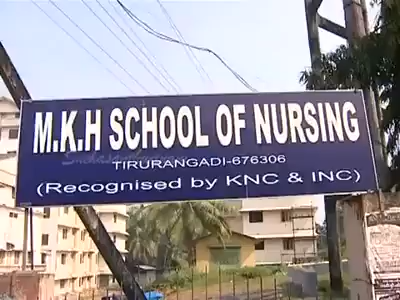 M.K.H SCHOOL OF NURSING
TIRURANGADI-676306
(Recognised by KNC & INC)